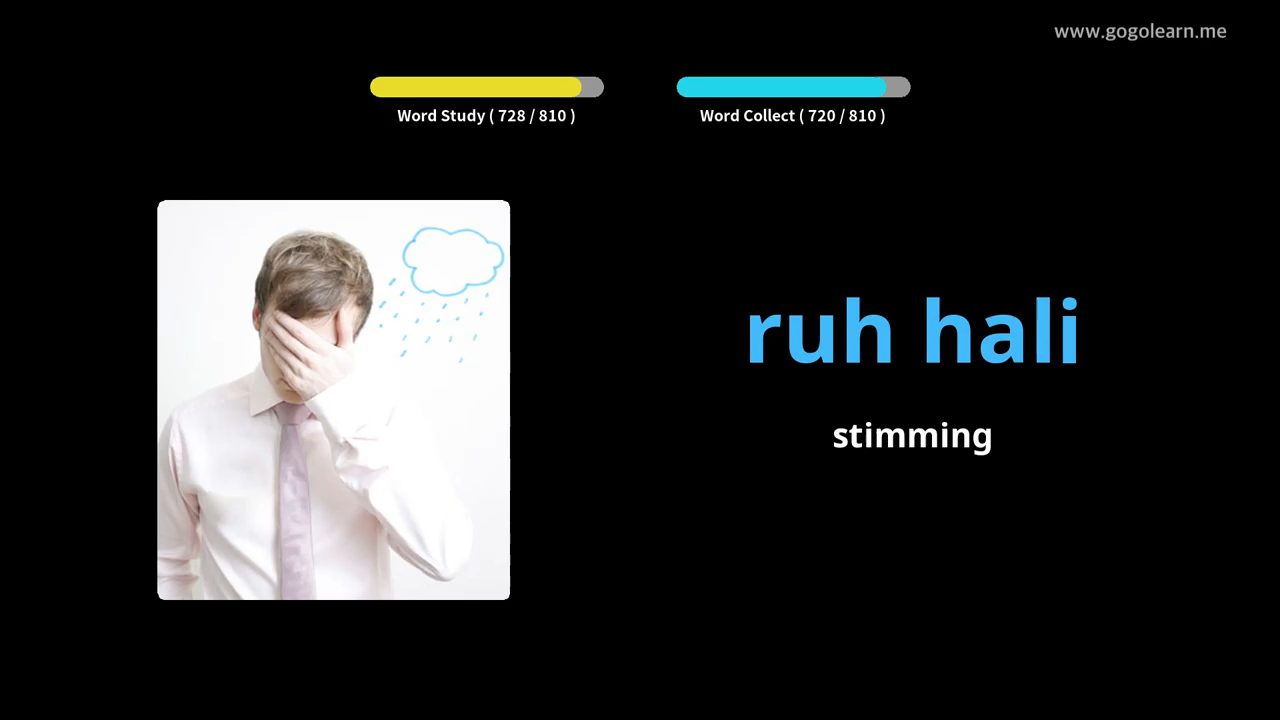 www.gogolearn.me
Word Study ( 728 / 810 )
Word Collect ( 720 / 810 )
ruh hali
stimming